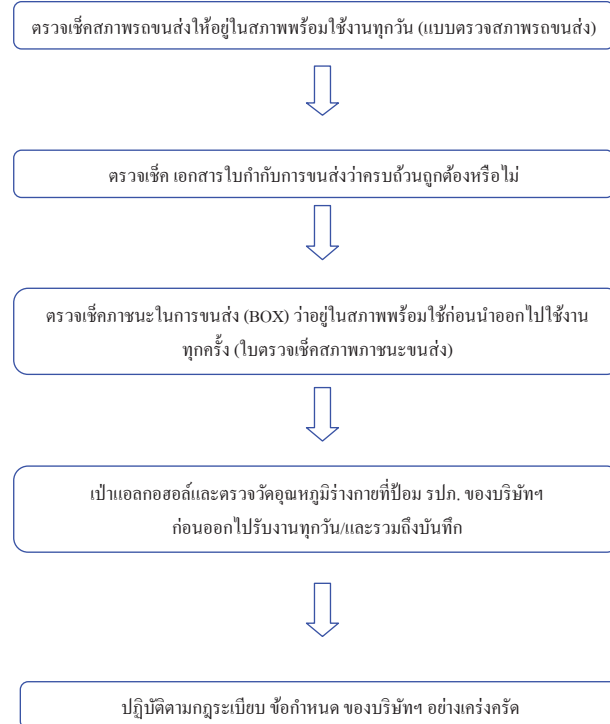 ตรวจเช็คสภาพรถขนส่งให้อยู่ในสภาพพร้อมใช้งานทุกวัน (แบบตรวจสภาพรถขนส่ง)
ตรวจเช็ค เอกสารใบกำกับการขนส่งว่าครบถ้วนถูกต้องหรือไม่
ตรวจเช็คภาชนะในการขนส่ง (BOX) ว่าอยู่ในสภาพพร้อมใช้ก่อนนำออกไปใช้งาน
ทุกครั้ง (ใบตรวจเช็คสภาพภาชนะขนส่ง)
เป่าแอลกอฮอล์และตรวจวัดอุณหภูมิร่างกายที่ป้อม รปภ. ของบริษัทฯ
ก่อนออกไปรับงานทุกวัน/และรวมถึงบันทึก
ปฏิบัติตามกฎระเบียบ ข้อกำหนด ของบริษัทฯ อย่างเคร่งครัด